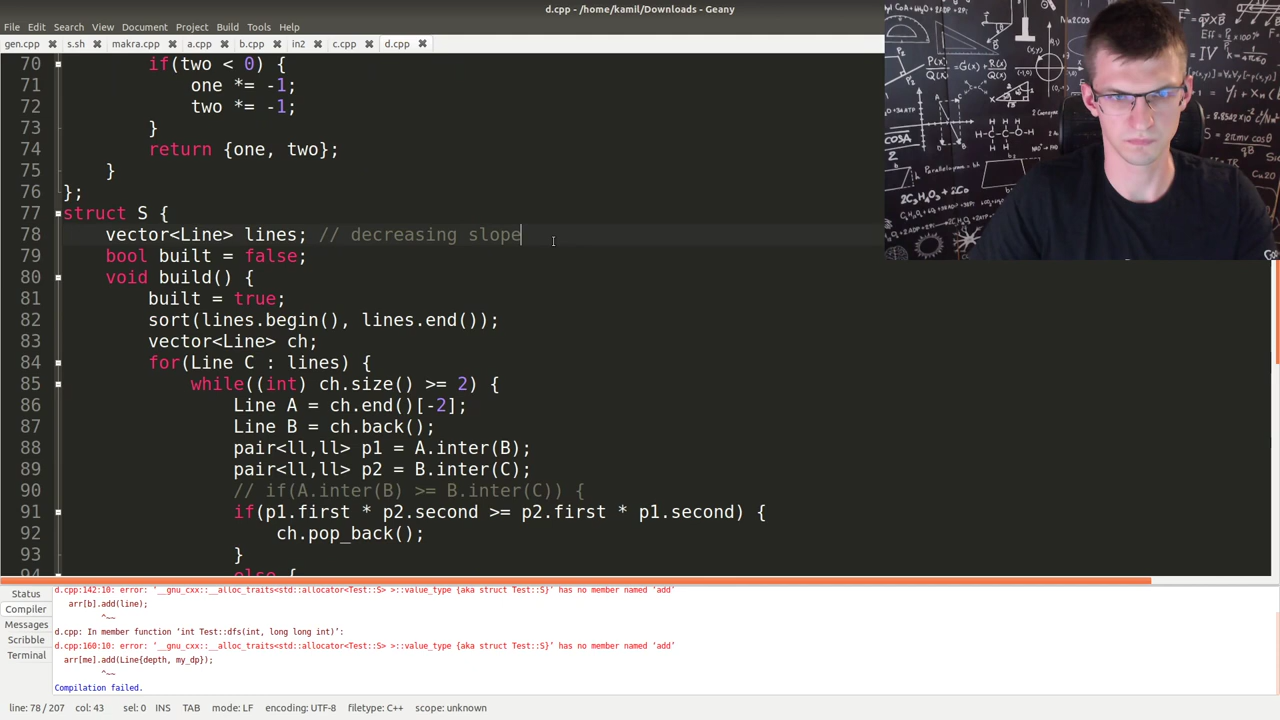 d.cpp - /home/kamil/Downloads - Geany
File Edit Search View Document Project Build Tools Help
gen.cpp s.sh makra.cpp a.cpp b.cpp in2 c.cpp d.cpp
70 if(two < 0) {
71 one *= -1;
72 two *= -1;
73 }
74 return {one, two};
75 }
76 };
77 struct S {
78 vector<Line> lines; // decreasing slope
79 bool built = false;
80 void build() {
81 built = true;
82 sort(lines.begin(), lines.end());
83 vector<Line> ch;
84 for(Line C : lines) {
85 while((int) ch.size() >= 2) {
86 Line A = ch.end()[-2];
87 Line B = ch.back();
88 pair<ll,ll> p1 = A.inter(B);
89 pair<ll,ll> p2 = B.inter(C);
90 // if(A.inter(B) >= B.inter(C)) {
91 if(p1.first * p2.second >= p2.first * p1.second) {
92 ch.pop_back();
93 }
94 else {
Status
Compiler
Messages
Scribble
Terminal
d.cpp:142:10: error: ‘__gnu_cxx::__alloc_traits<std::allocator<Test::S> >::value_type {aka struct Test::S}’ has no member named ‘add’
arr[b].add(line);
^~~
d.cpp: In member function ‘int Test::dfs(int, long long int)’:
d.cpp:160:10: error: ‘__gnu_cxx::__alloc_traits<std::allocator<Test::S> >::value_type {aka struct Test::S}’ has no member named ‘add’
arr[me].add(Line{depth, my_dp});
^~~
Compilation failed.
line: 78 / 207 col: 43 sel: 0 INS TAB mode: LF encoding: UTF-8 filetype: C++ scope: unknown